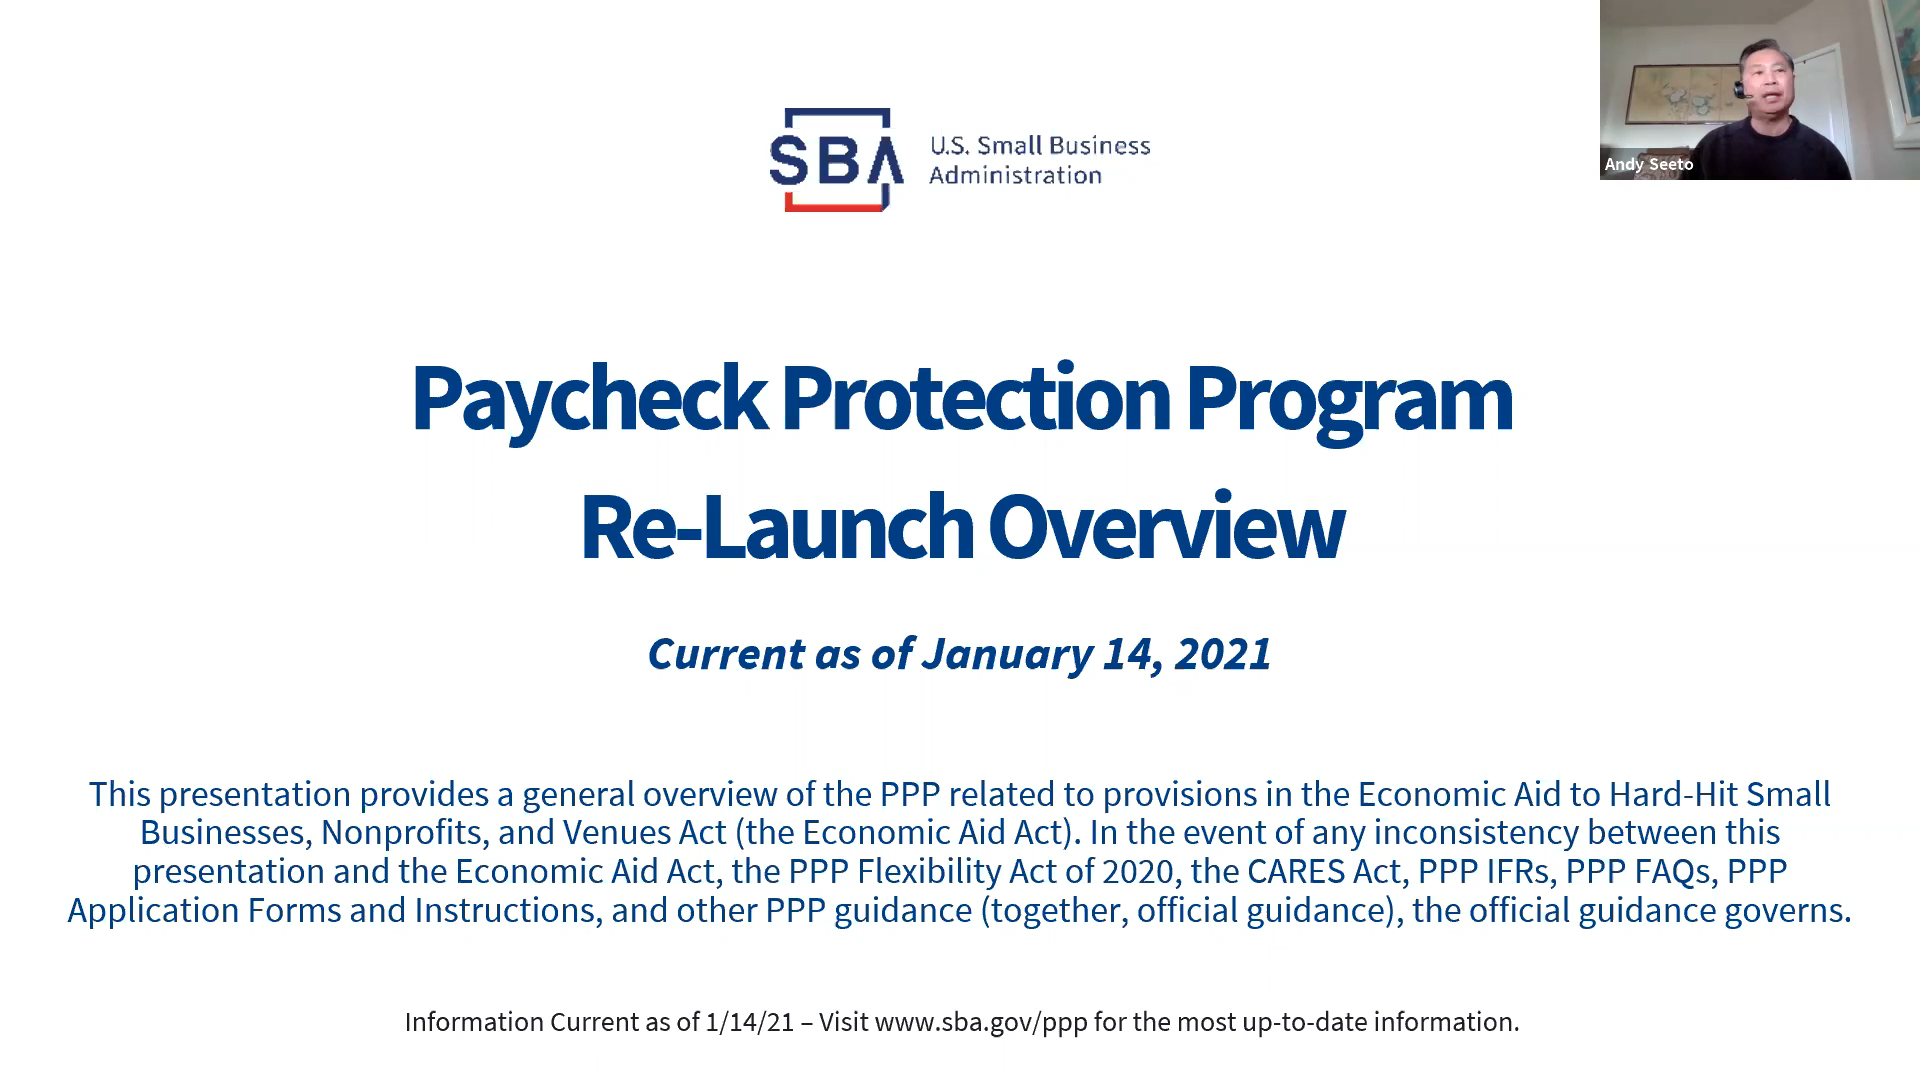 SBA
U.S. Small Business
Administration
Andy Seeto
Paycheck Protection Program
Re-Launch Overview
Current as of January 14, 2021
This presentation provides a general overview of the PPP related to provisions in the Economic Aid to Hard-Hit Small
Businesses, Nonprofits, and Venues Act (the Economic Aid Act). In the event of any inconsistency between this
presentation and the Economic Aid Act, the PPP Flexibility Act of 2020, the CARES Act, PPP IFRs, PPP FAQs, PPP
Application Forms and Instructions, and other PPP guidance (together, official guidance), the official guidance governs.
Information Current as of 1/14/21 – Visit www.sba.gov/ppp for the most up-to-date information.